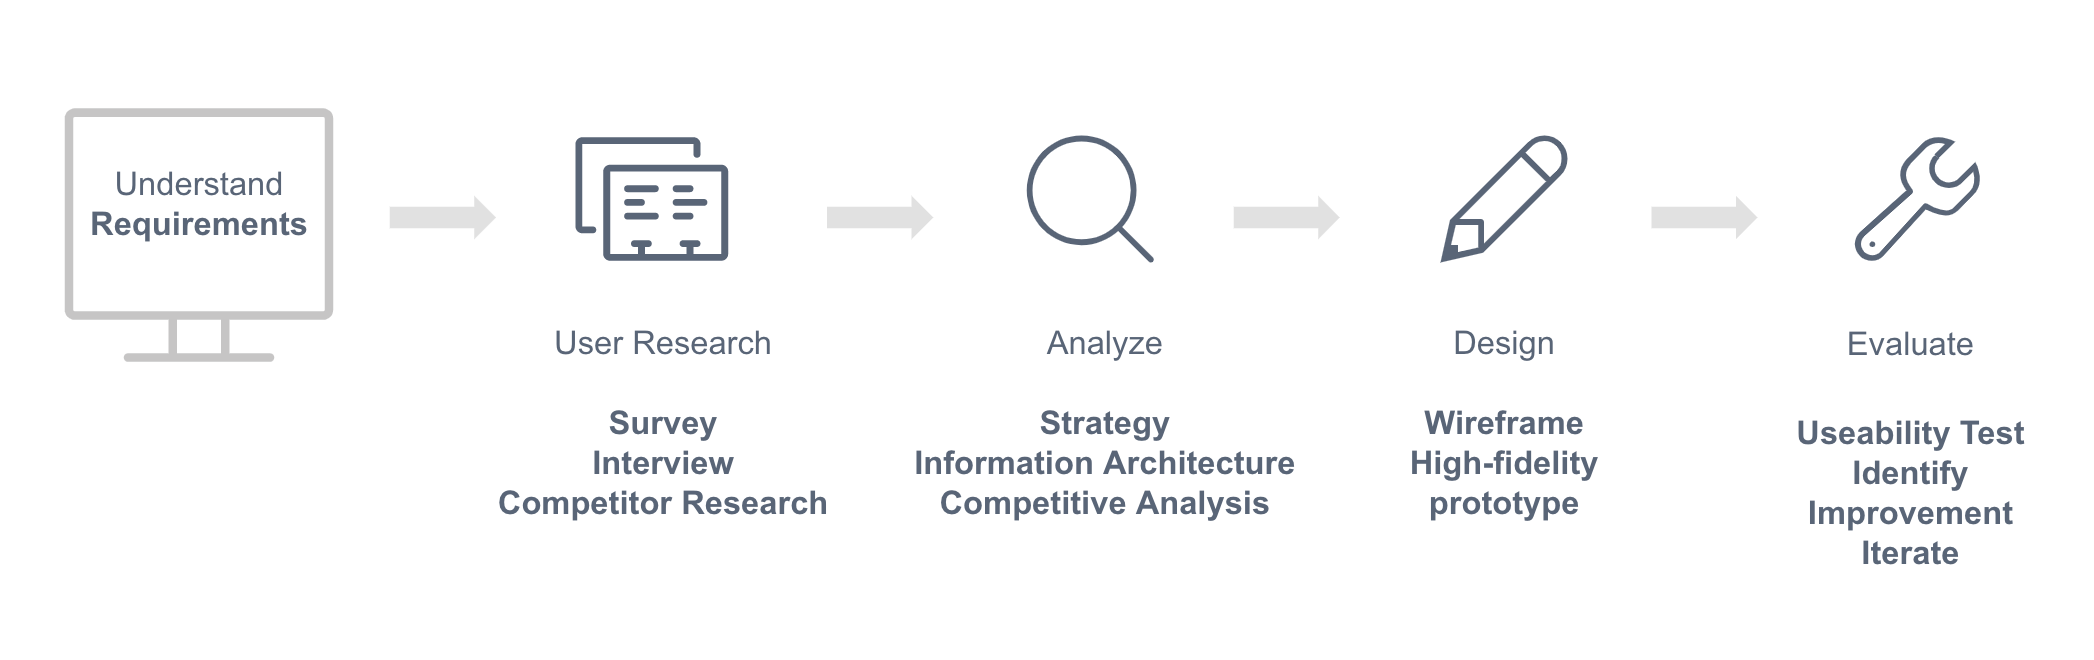 Understand
Requirements
User Research
Survey
Interview
Competitor Research
Analyze
Strategy
Information Architecture
Competitive Analysis
Design
Wireframe
High-fidelity
prototype
Evaluate
Useability Test
Identify
Improvement
Iterate